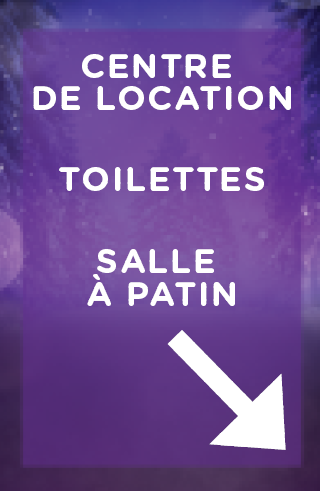 CENTRE
DE LOCATION
TOILETTES
SALLE
À PATIN